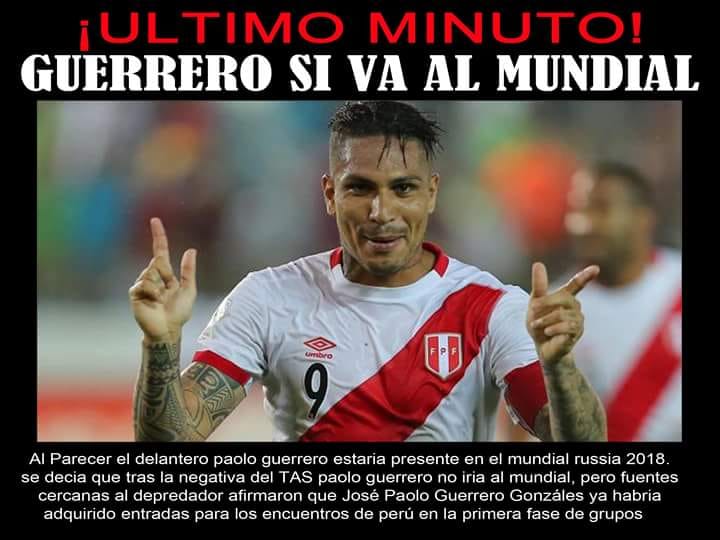 ¡ULTIMO MINUTO!
GUERRERO SI VA AL MUNDIAL
umbro
9
FPF
Al Parecer el delantero paolo guerrero estaria presente en el mundial russia 2018.
se decia que tras la negativa del TAS paolo guerrero no iria al mundial, pero fuentes
cercanas al depredador afirmaron que José Paolo Guerrero Gonzáles ya habria
adquirido entradas para los encuentros de perú en la primera fase de grupos